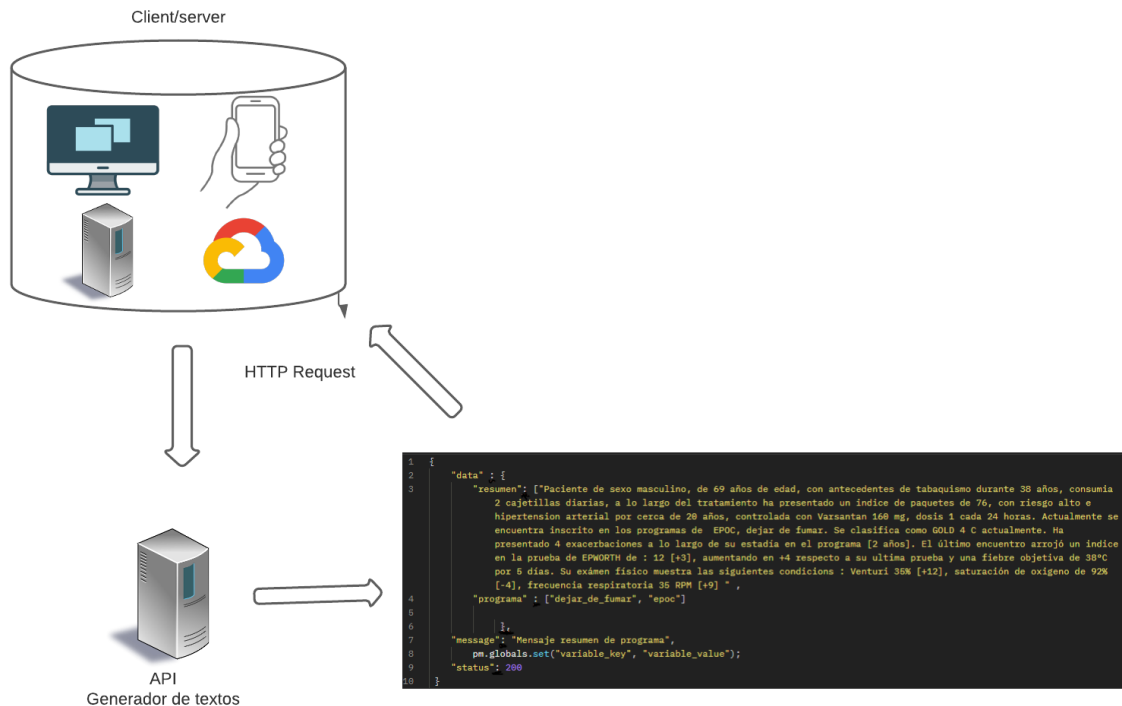 Client/server
HTTP Request
1 {
2 "data" : {
3 "resumen": ["Paciente de sexo masculino, de 69 años de edad, con antecedentes de tabaquismo durante 38 años, consumia
2 cajetillas diarias, a lo largo del tratamiento ha presentado un indice de paquetes de 76, con riesgo alto e
hipertension arterial por cerca de 20 años, controlada con Varsantan 160 mg, dosis 1 cada 24 horas. Actualmente se
encuentra inscrito en los programas de  EPOC, dejar de fumar. Se clasifica como GOLD 4 C actualmente. Ha
presentado 4 exacerbaciones a lo largo de su estadia en el programa [2 años]. El último encuentro arrojó un indice
en la prueba de EPWORTH de : 12 [+3], aumentando en +4 respecto a su ultima prueba y una fiebre objetiva de 38°C
por 5 días. Su exámen físico muestra las siguientes condicions : Venturi 35% [+12], saturación de oxigeno de 92%
[-4], frecuencia respiratoria 35 RPM [+9] " ,
4 "programa" : ["dejar_de_fumar", "epoc"]
5
6 },
7 "message": "Mensaje resumen de programa",
8 pm.globals.set("variable_key", "variable_value");
9 "status": 200
10 }
API
Generador de textos